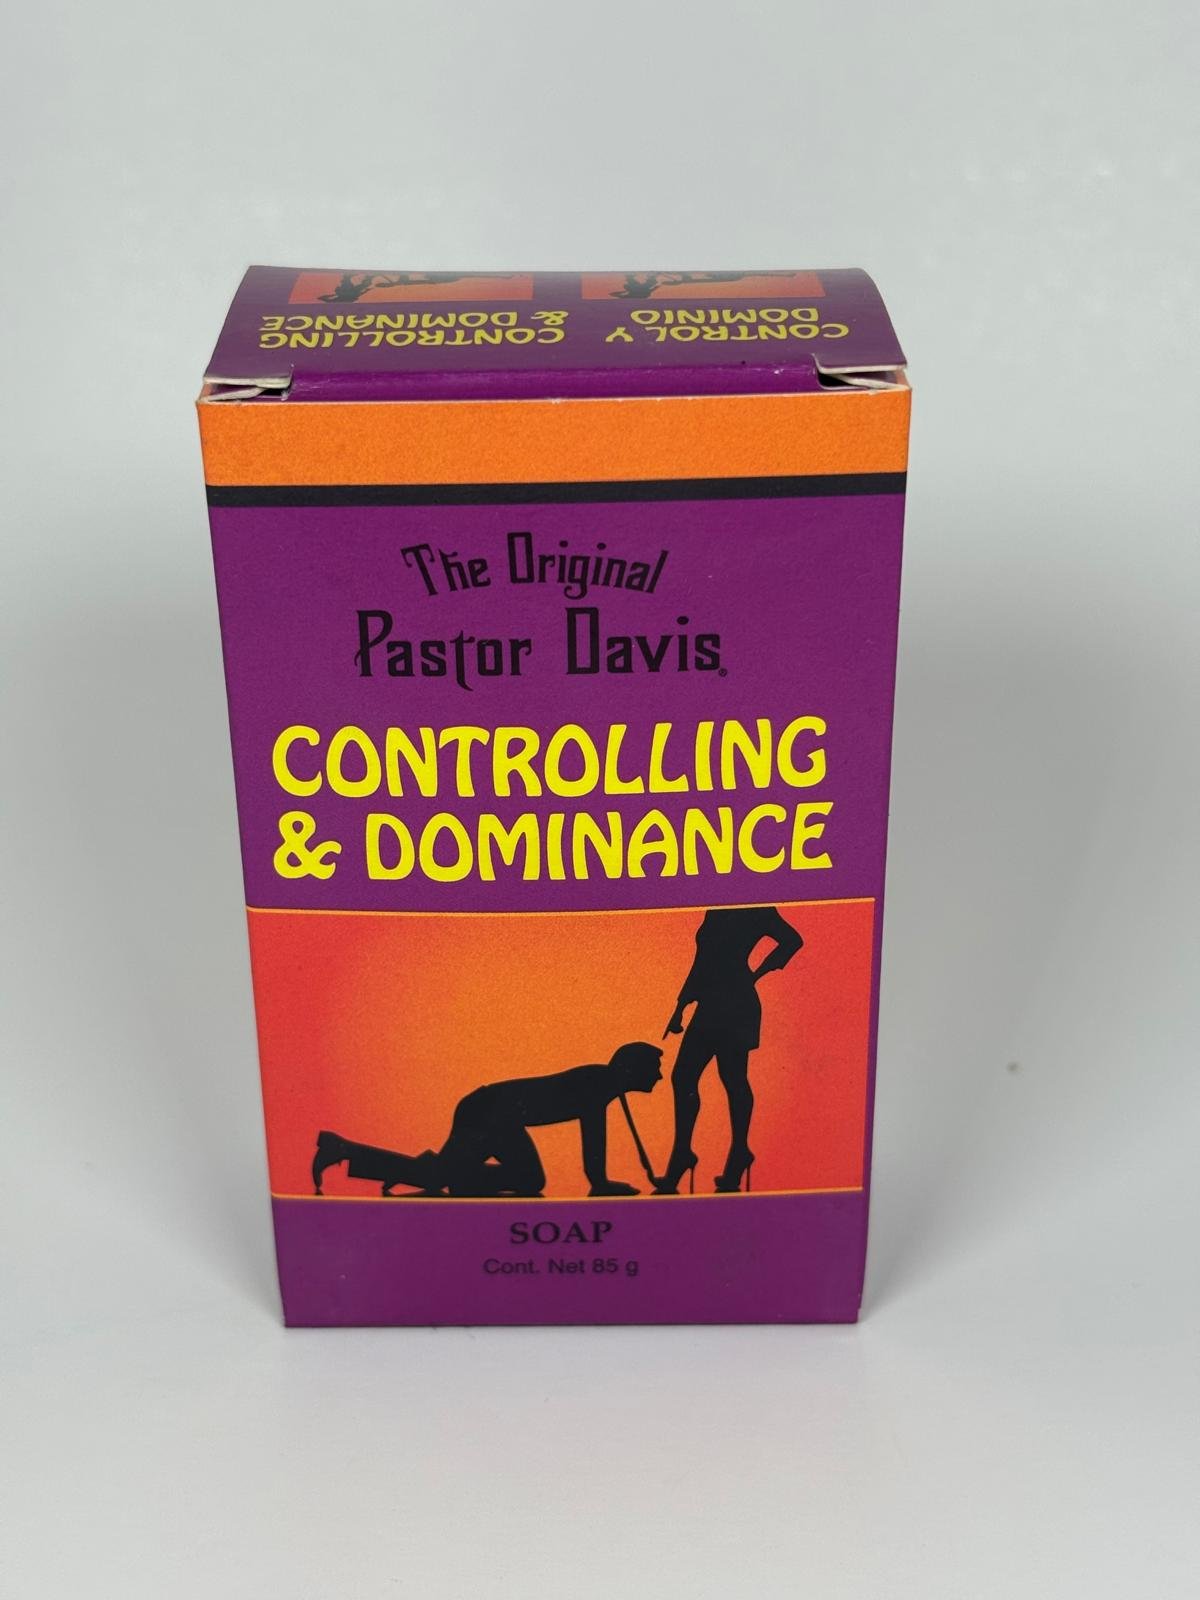 CONTROLLING
& DOMINANCE
CONTROL Y
DOMINIO
The Original
Pastor Davis®
CONTROLLING
& DOMINANCE
SOAP
Cont. Net 85 g